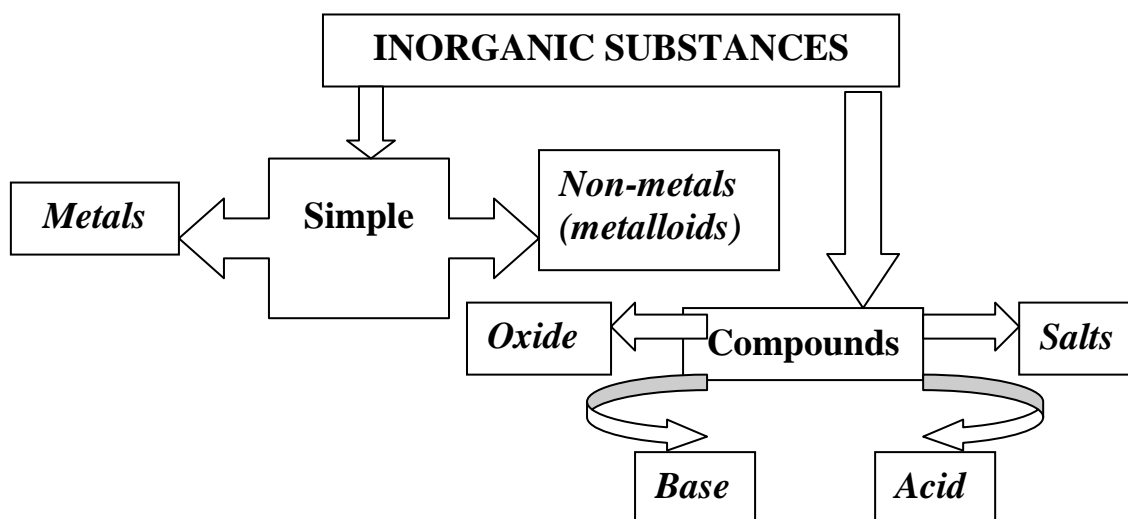 INORGANIC SUBSTANCES
Metals
Simple
Non-metals
(metalloids)
Oxide
Compounds
Salts
Base
Acid